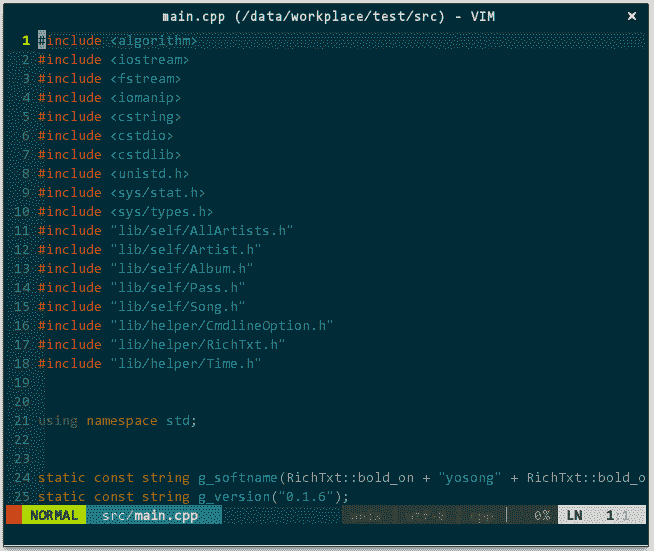 main.cpp (/data/workplace/test/src) - VIM ×
1 #include <algorithm>
2 #include <iostream>
3 #include <fstream>
4 #include <iomanip>
5 #include <cstring>
6 #include <cstdio>
7 #include <cstdlib>
8 #include <unistd.h>
9 #include <sys/stat.h>
10 #include <sys/types.h>
11 #include "lib/self/AllArtists.h"
12 #include "lib/self/Artist.h"
13 #include "lib/self/Album.h"
14 #include "lib/self/Pass.h"
15 #include "lib/self/Song.h"
16 #include "lib/helper/CmdlineOption.h"
17 #include "lib/helper/RichTxt.h"
18 #include "lib/helper/Time.h"
19
20
21 using namespace std;
22
23
24 static const string g_softname(RichTxt::bold_on + "yosong" + RichTxt::bold_o
25 static const string g_version("0.1.6");
NORMAL src/main.cpp 0% LN 1:1